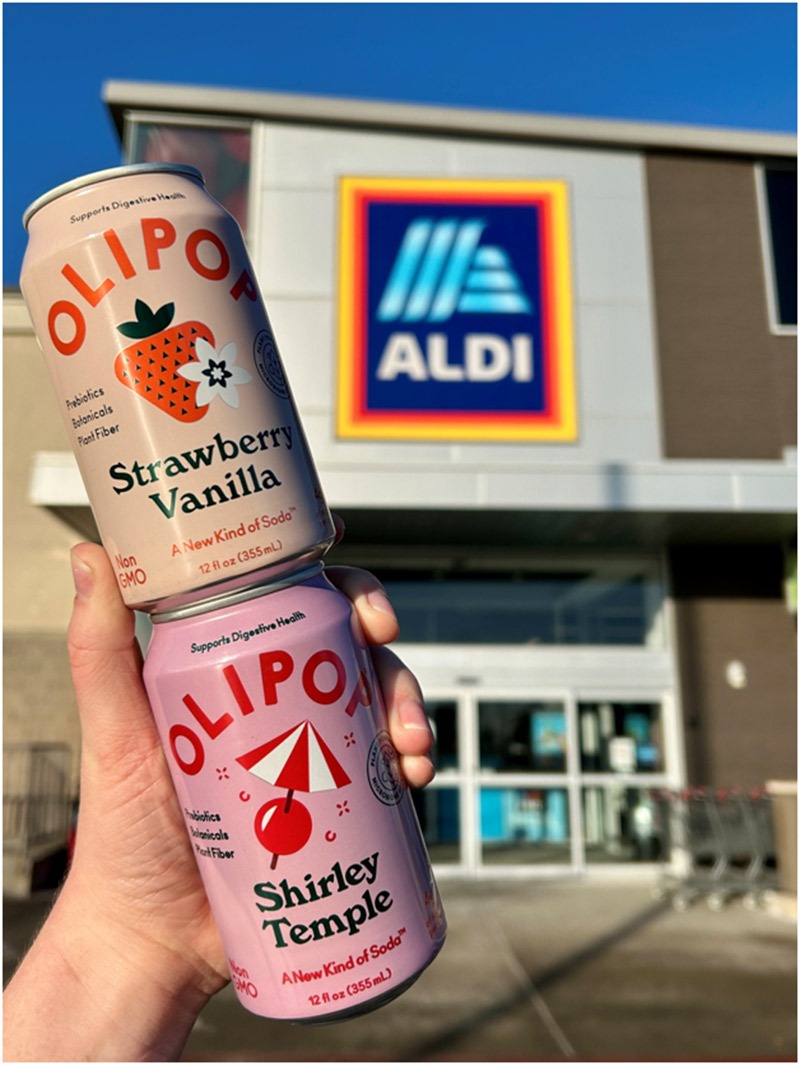 Supports Digestive Health
OLIPOP
Prebiotics
Botanicals
Plant Fiber
Strawberry
Vanilla
A New Kind of Soda™
Non
GMO
12 fl oz (355 mL)
ALDI
Supports Digestive Health
OLIPOP
Prebiotics
Botanicals
Plant Fiber
Shirley
Temple
A New Kind of Soda™
Non
GMO
12 fl oz (355 mL)